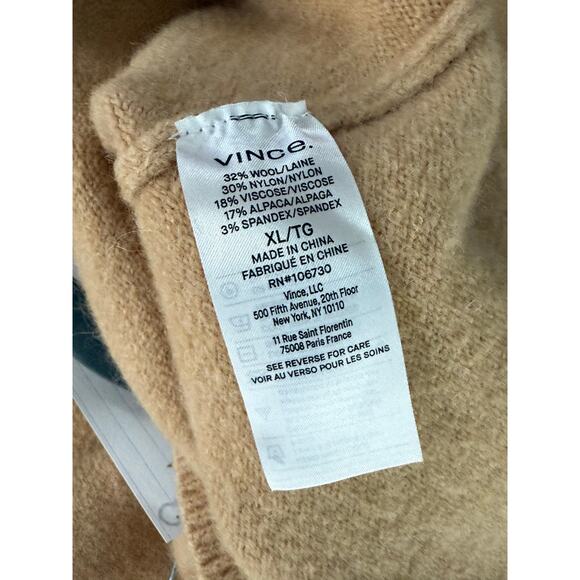 VINCE.
32% WOOL/LAINE
30% NYLON/NYLON
18% VISCOSE/VISCOSE
17% ALPACA/ALPAGA
3% SPANDEX/SPANDEX
XL/TG
MADE IN CHINA
FABRIQUÉ EN CHINE
RN#106730
Vince, LLC
500 Fifth Avenue, 20th Floor
New York, NY 10110
11 Rue Saint Florentin
75008 Paris France
SEE REVERSE FOR CARE
VOIR AU VERSO POUR LES SOINS